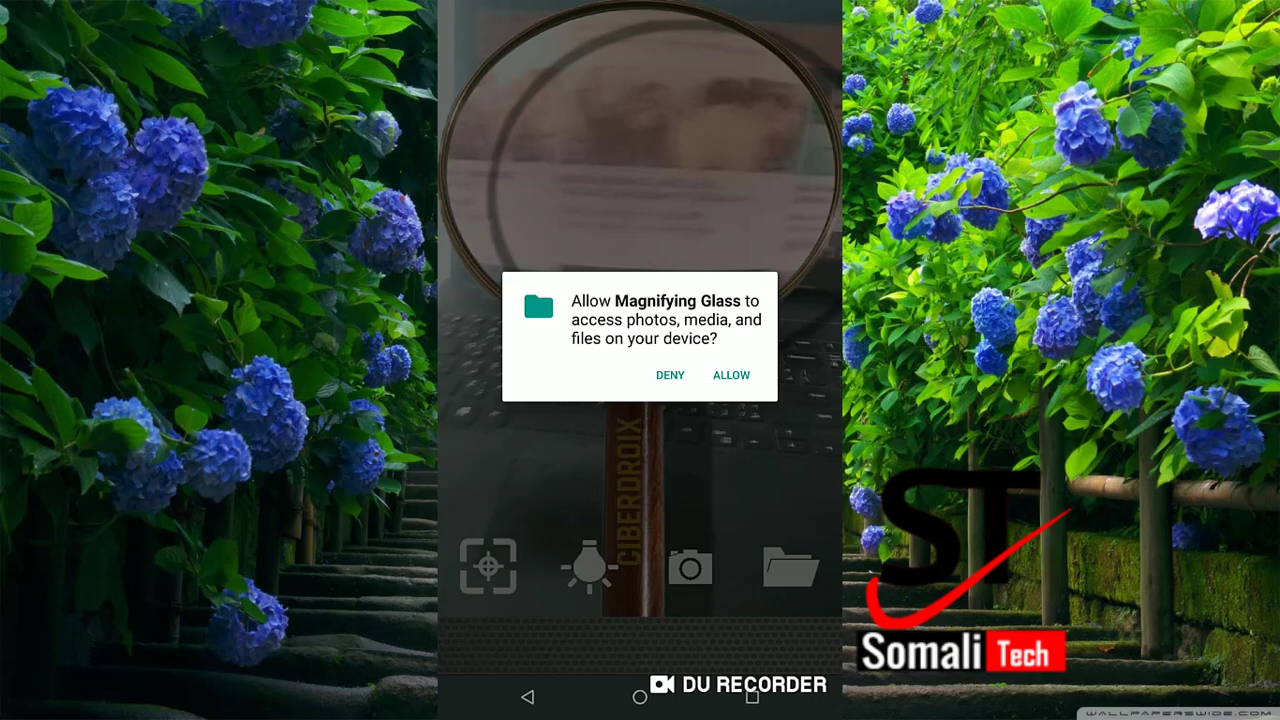 Allow Magnifying Glass to
access photos, media, and
files on your device?
DENY ALLOW
CIBERDROIX
ST
Somali Tech
DU RECORDER
WALLPAPERSWIDE.COM